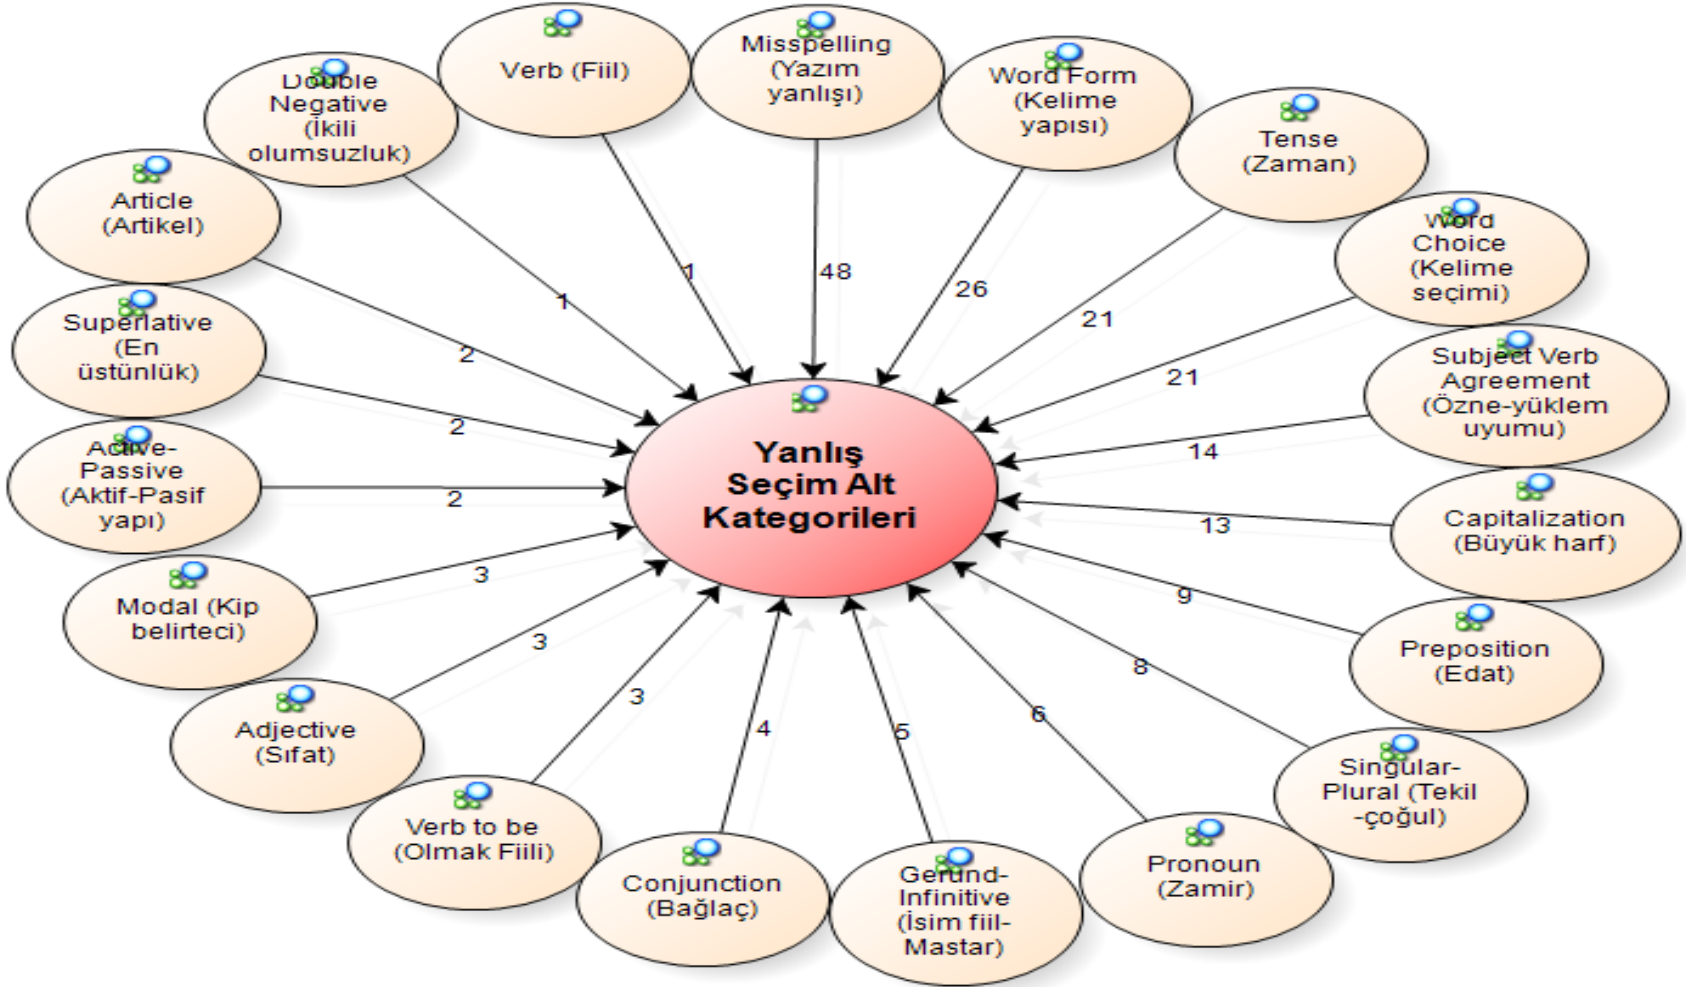 Yanlış
Seçim Alt
Kategorileri
Misspelling
(Yazım
yanlışı)
48
Word Form
(Kelime
yapısı)
26
Tense
(Zaman)
21
Word
Choice
(Kelime
seçimi)
21
Subject Verb
Agreement
(Özne-yüklem
uyumu)
14
Capitalization
(Büyük harf)
13
Preposition
(Edat)
9
Singular-
Plural (Tekil
-çoğul)
8
Pronoun
(Zamir)
6
Gerund-
Infinitive
(İsim fiil-
Mastar)
5
Conjunction
(Bağlaç)
4
Verb to be
(Olmak Fiili)
3
Adjective
(Sıfat)
3
Modal (Kip
belirteci)
3
Active-
Passive
(Aktif-Pasif
yapı)
2
Superlative
(En
üstünlük)
2
Article
(Artikel)
2
Double
Negative
(İkili
olumsuzluk)
1
Verb (Fiil)
1